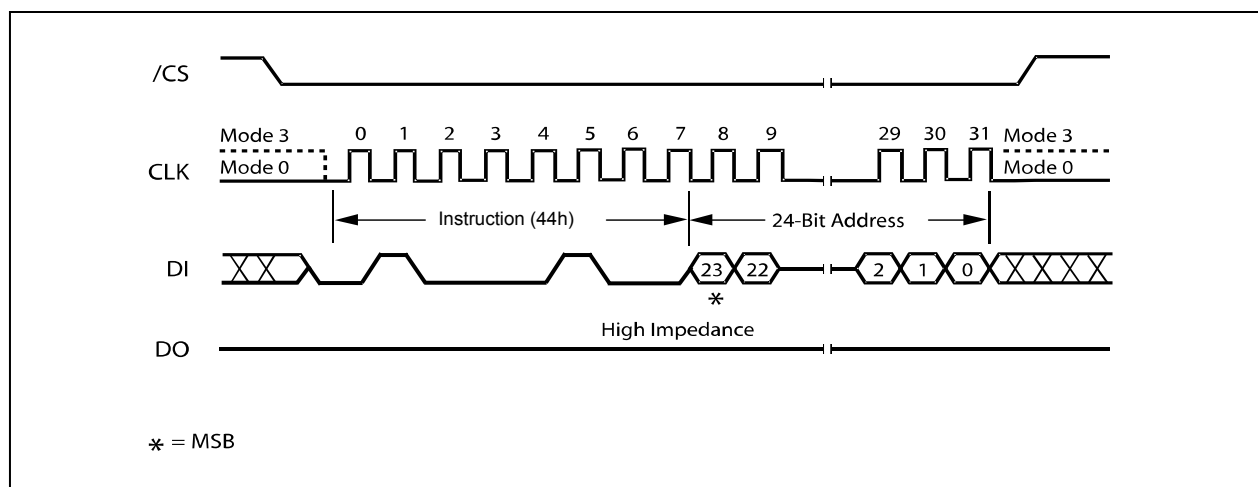 /CS
Mode 3
0 1 2 3 4 5 6 7 8 9 29 30 31
Mode 3
CLK
Mode 0
Mode 0
Instruction (44h)
24-Bit Address
DI
23 22 2 1 0
*
High Impedance
DO
* = MSB